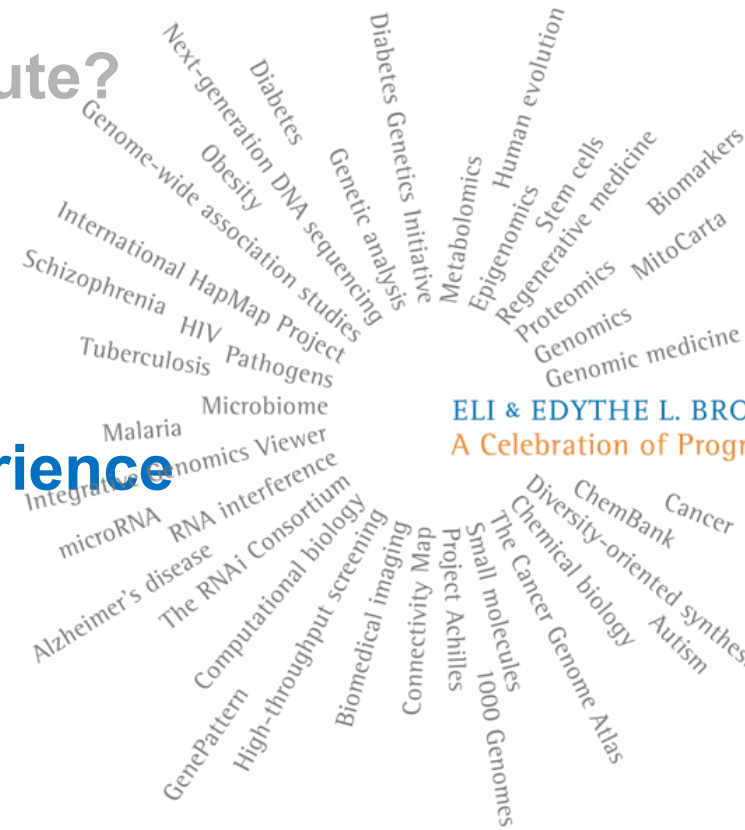 ute?
rience
Diabetes Genetics Initiative
Human evolution
Metabolomics
Epigenomics
Stem cells
Regenerative medicine
Biomarkers
Proteomics
MitoCarta
Genomics
Genomic medicine
ELI & EDYTHE L. BRO
A Celebration of Progr
Cancer
ChemBank
Diversity-oriented synthes
Chemical biology
Autism
The Cancer Genome Atlas
Small molecules
1000 Genomes
Project Achilles
Connectivity Map
Biomedical imaging
High-throughput screening
GenePattern
Computational biology
The RNAi Consortium
Alzheimer's disease
RNA interference
microRNA
Integrative Genomics Viewer
Malaria
Microbiome
Pathogens
Tuberculosis
HIV
Schizophrenia
International HapMap Project
Genome-wide association studies
Obesity
Next-generation DNA sequencing
Diabetes
Genetic analysis